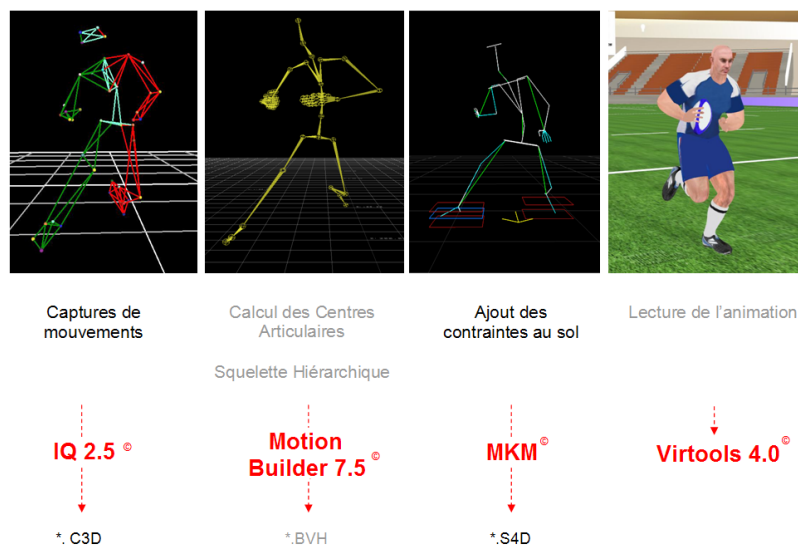 Captures de
mouvements
Calcul des Centres
Articulaires
Squelette Hiérarchique
Ajout des
contraintes au sol
Lecture de l'animation
IQ 2.5 ©
Motion
Builder 7.5 ©
MKM ©
Virtools 4.0 ©
*. C3D
*.BVH
*.S4D